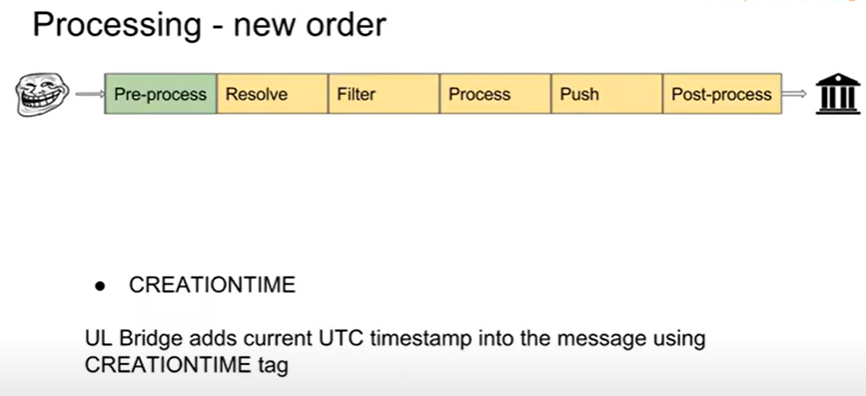 Processing - new order
Pre-process Resolve Filter Process Push Post-process
● CREATIONTIME
UL Bridge adds current UTC timestamp into the message using
CREATIONTIME tag